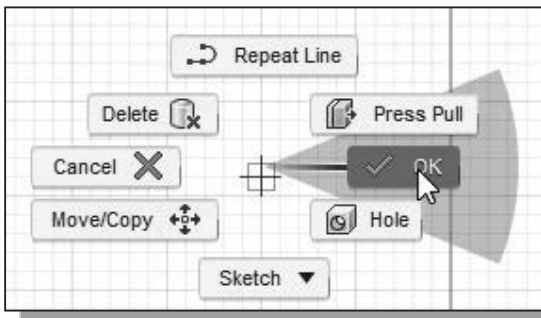 Repeat Line
Delete
Press Pull
Cancel
OK
Move/Copy
Hole
Sketch